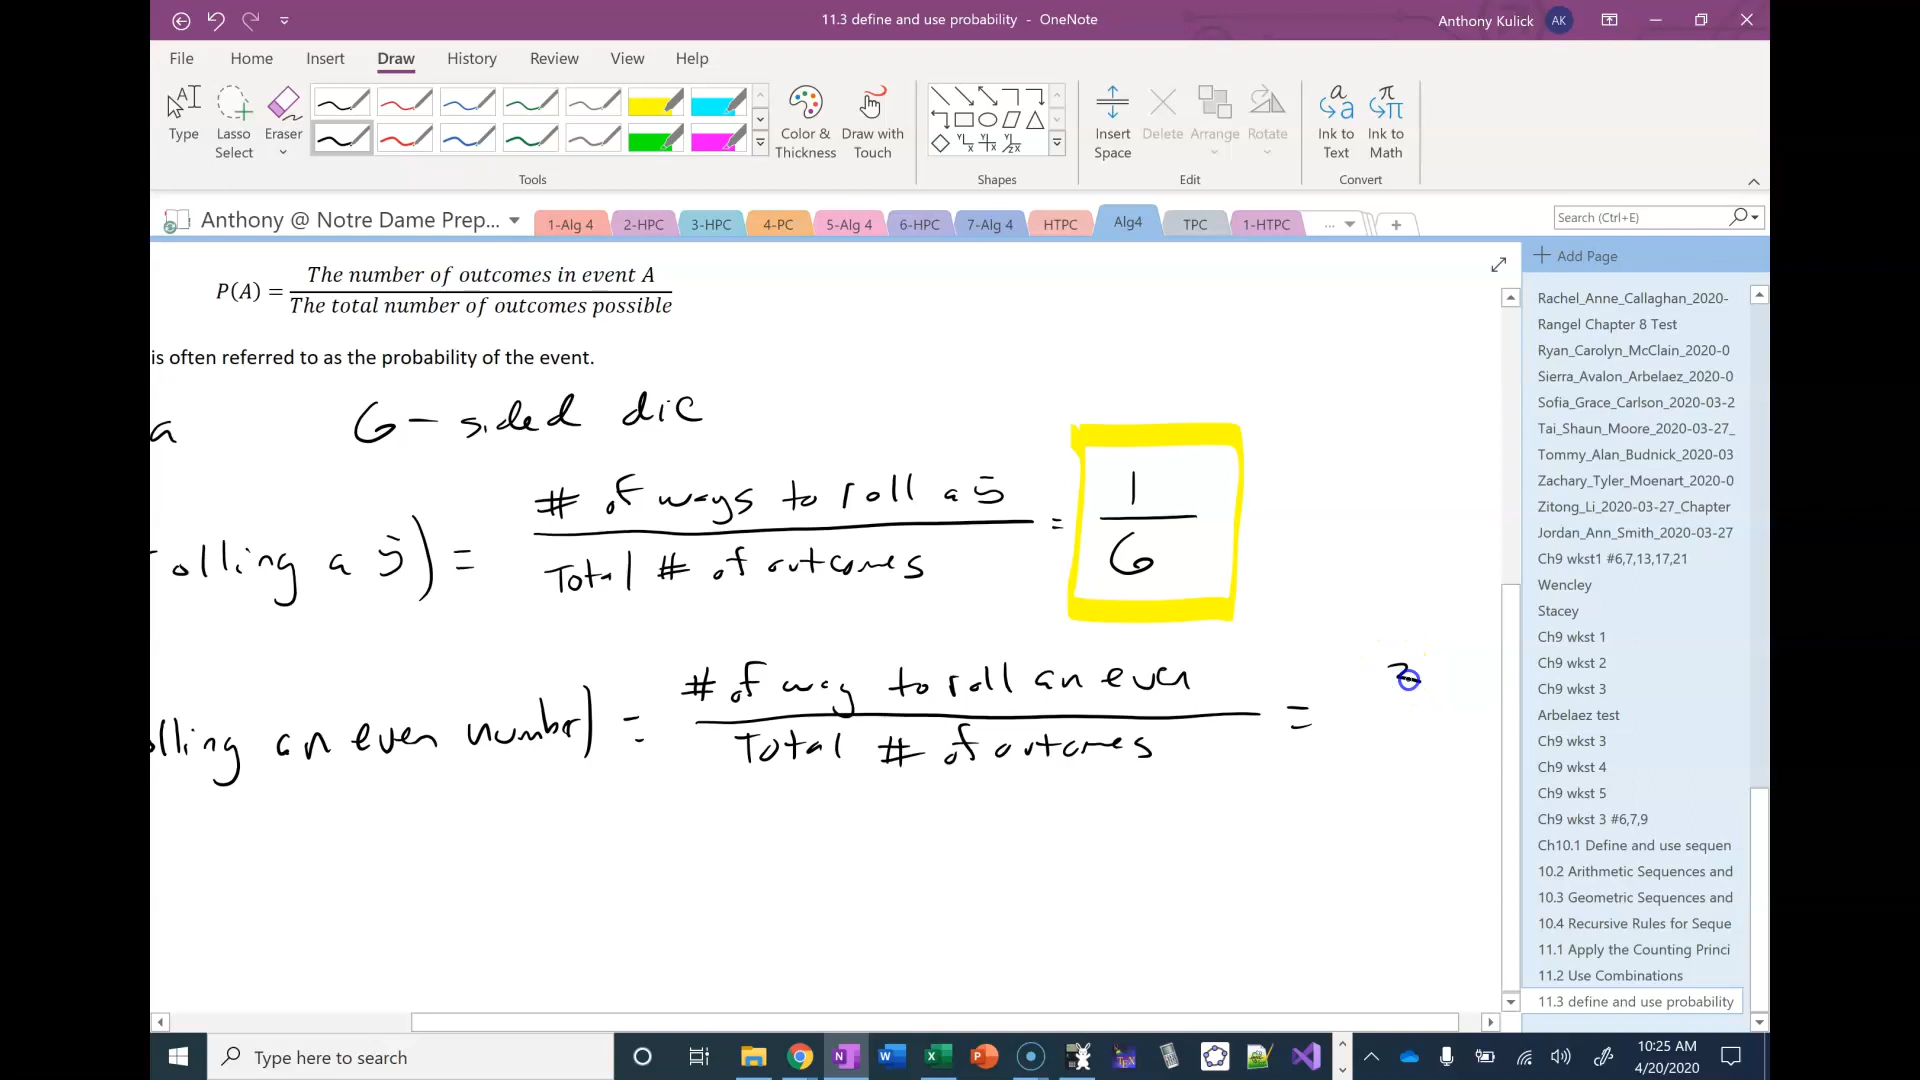 11.3 define and use probability - OneNote
Anthony Kulick AK
File Home Insert Draw History Review View Help
Type
Lasso Select
Eraser
Color & Thickness
Draw with Touch
Insert Space
Delete
Arrange
Rotate
Ink to Text
Ink to Math
Tools
Shapes
Edit
Convert
Anthony @ Notre Dame Prep...
1-Alg 4 2-HPC 3-HPC 4-PC 5-Alg 4 6-HPC 7-Alg 4 HTPC Alg4 TPC 1-HTPC ... +
Search (Ctrl+E)
P(A) = The number of outcomes in event A
The total number of outcomes possible
is often referred to as the probability of the event.
a 6-sided die
# of ways to roll a 5
olling a 5) = = 1/6
Total # of outcomes
# of way to roll an even
olling an even number) = =
Total # of outcomes
Add Page
Rachel_Anne_Callaghan_2020-
Rangel Chapter 8 Test
Ryan_Carolyn_McClain_2020-0
Sierra_Avalon_Arbelaez_2020-0
Sofia_Grace_Carlson_2020-03-2
Tai_Shaun_Moore_2020-03-27_
Tommy_Alan_Budnick_2020-03
Zachary_Tyler_Moenart_2020-0
Zitong_Li_2020-03-27_Chapter
Jordan_Ann_Smith_2020-03-27
Ch9 wkst1 #6,7,13,17,21
Wencley
Stacey
Ch9 wkst 1
Ch9 wkst 2
Ch9 wkst 3
Arbelaez test
Ch9 wkst 3
Ch9 wkst 4
Ch9 wkst 5
Ch9 wkst 3 #6,7,9
Ch10.1 Define and use sequen
10.2 Arithmetic Sequences and
10.3 Geometric Sequences and
10.4 Recursive Rules for Seque
11.1 Apply the Counting Princi
11.2 Use Combinations
11.3 define and use probability
Type here to search
10:25 AM
4/20/2020